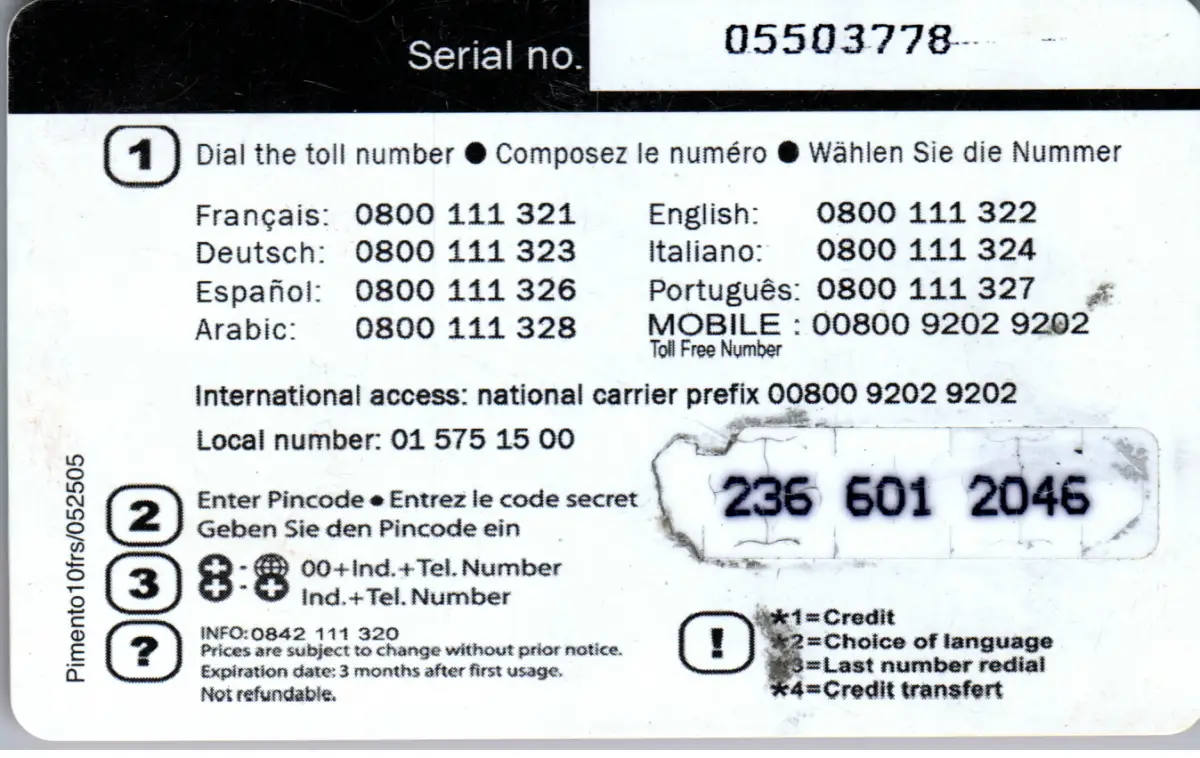 Serial no. 05503778
1 Dial the toll number ● Composez le numéro ● Wählen Sie die Nummer
Français: 0800 111 321 English: 0800 111 322
Deutsch: 0800 111 323 Italiano: 0800 111 324
Español: 0800 111 326 Português: 0800 111 327
Arabic: 0800 111 328 MOBILE : 00800 9202 9202
Toll Free Number
International access: national carrier prefix 00800 9202 9202
Local number: 01 575 15 00
236 601 2046
2 Enter Pincode ● Entrez le code secret
Geben Sie den Pincode ein
3 00+Ind.+Tel. Number
Ind.+Tel. Number
? INFO:0842 111 320
Prices are subject to change without prior notice.
Expiration date: 3 months after first usage.
Not refundable.
! *1=Credit
*2=Choice of language
*3=Last number redial
*4=Credit transfert
Pimento10frs/052505